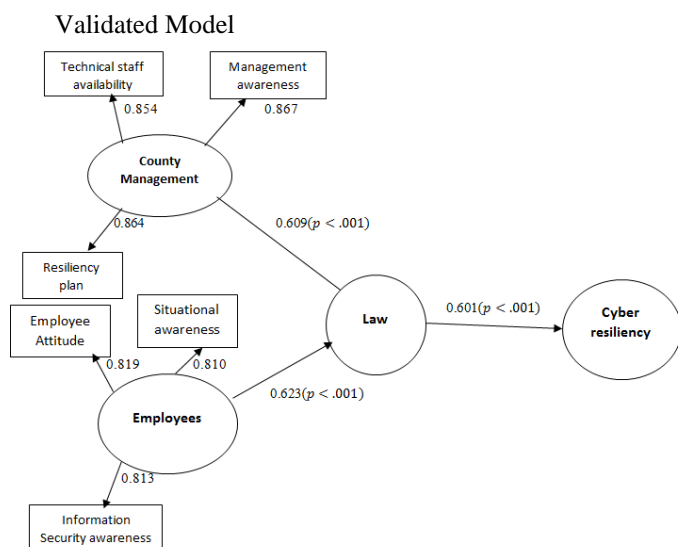 Validated Model
Technical staff
availability
Management
awareness
0.854
0.867
County
Management
0.864
0.609(p < .001)
Resiliency
plan
Employee
Attitude
Situational
awareness
Law
0.601(p < .001)
Cyber
resiliency
0.819
0.810
0.623(p < .001)
Employees
0.813
Information
Security awareness